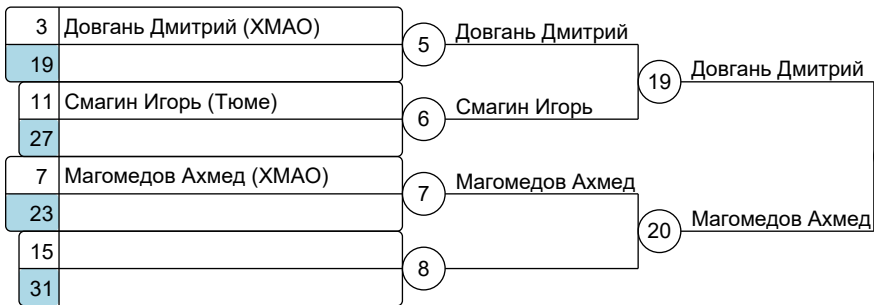 3 Довгань Дмитрий (ХМАО)
19
5 Довгань Дмитрий
11 Смагин Игорь (Тюме)
27
6 Смагин Игорь
19 Довгань Дмитрий
7 Магомедов Ахмед (ХМАО)
23
7 Магомедов Ахмед
15
31
8
20 Магомедов Ахмед